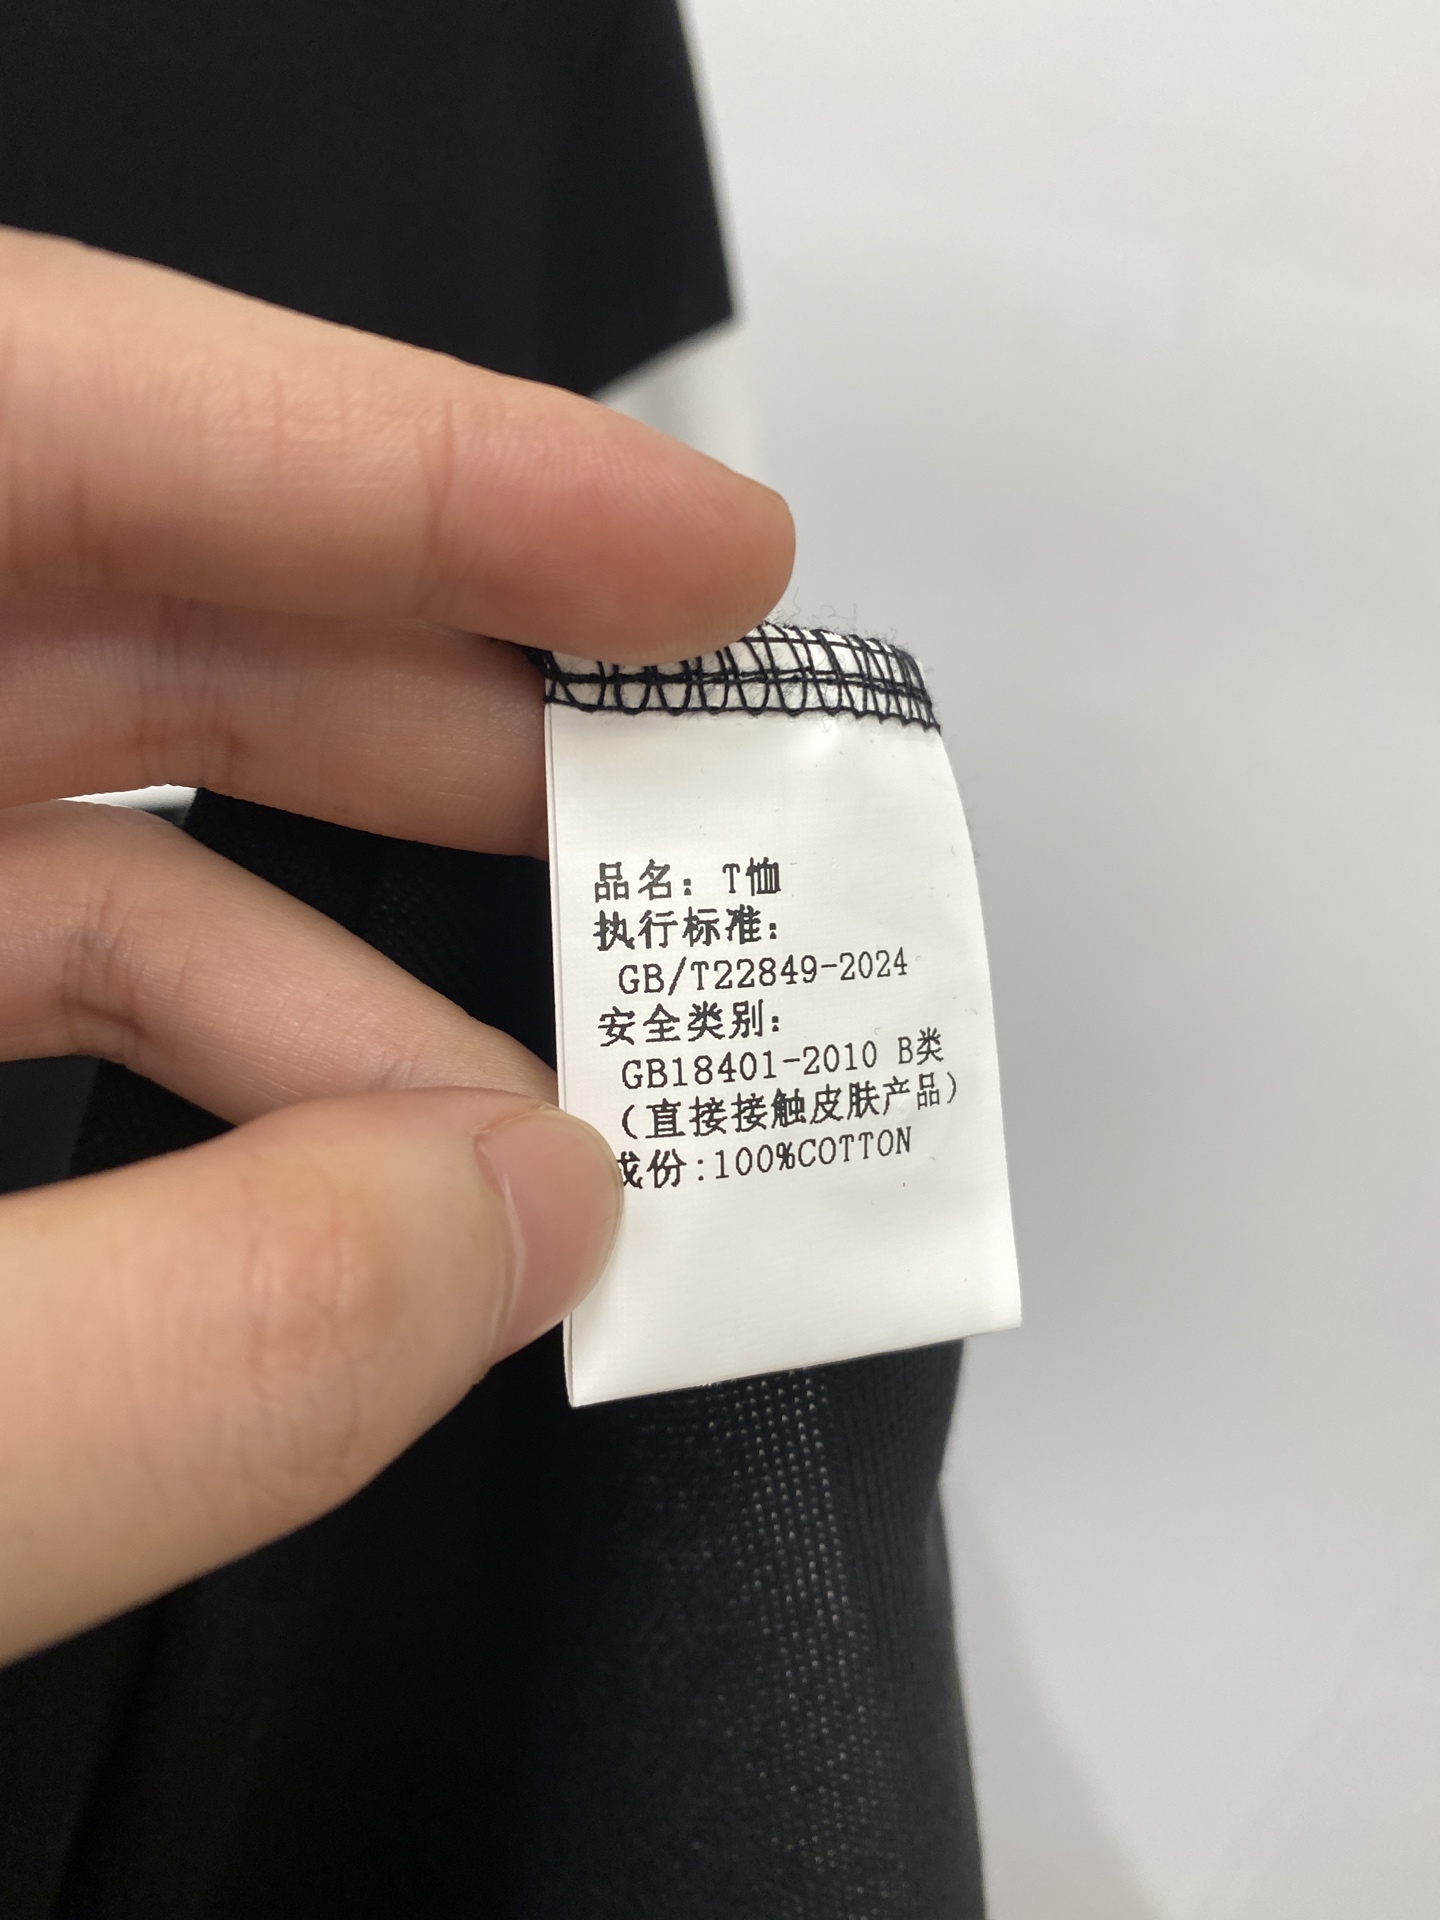 品名：T恤
执行标准：
GB/T22849-2024
安全类别：
GB18401-2010 B类
（直接接触皮肤产品）
成份:100%COTTON